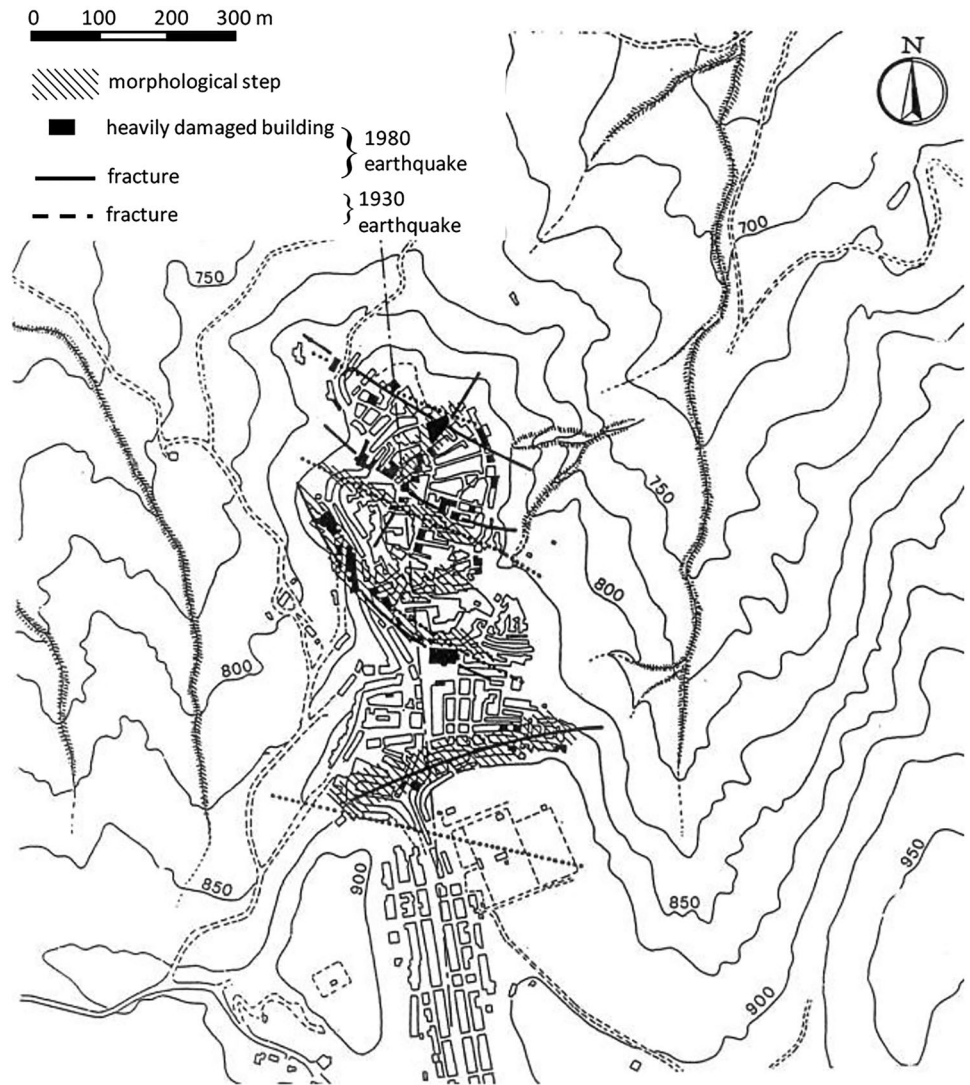 0 100 200 300 m
N
morphological step
heavily damaged building
1980
earthquake
fracture
1930
earthquake
fracture
700
750
750
800
800
950
900
850
850
900